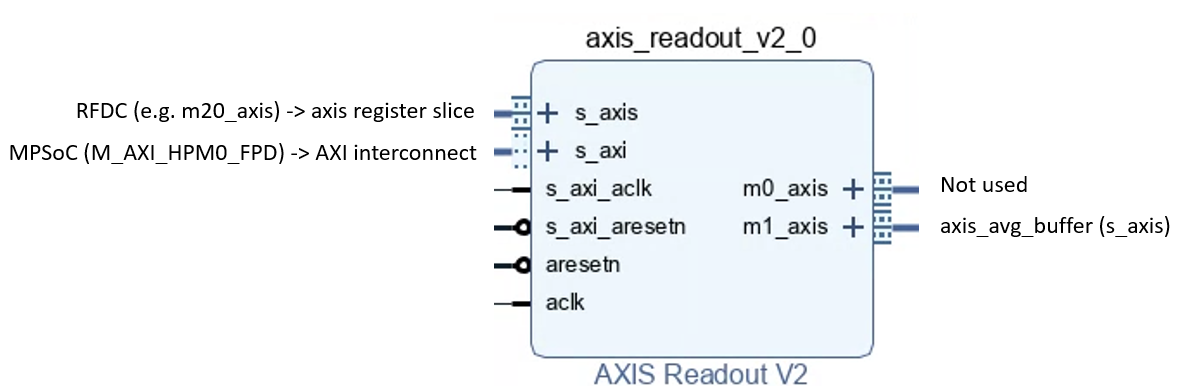 axis_readout_v2_0
RFDC (e.g. m20_axis) -> axis register slice
s_axis
MPSoC (M_AXI_HPM0_FPD) -> AXI interconnect
s_axi
s_axi_aclk
m0_axis
Not used
s_axi_aresetn
m1_axis
axis_avg_buffer (s_axis)
aresetn
aclk
AXIS Readout V2